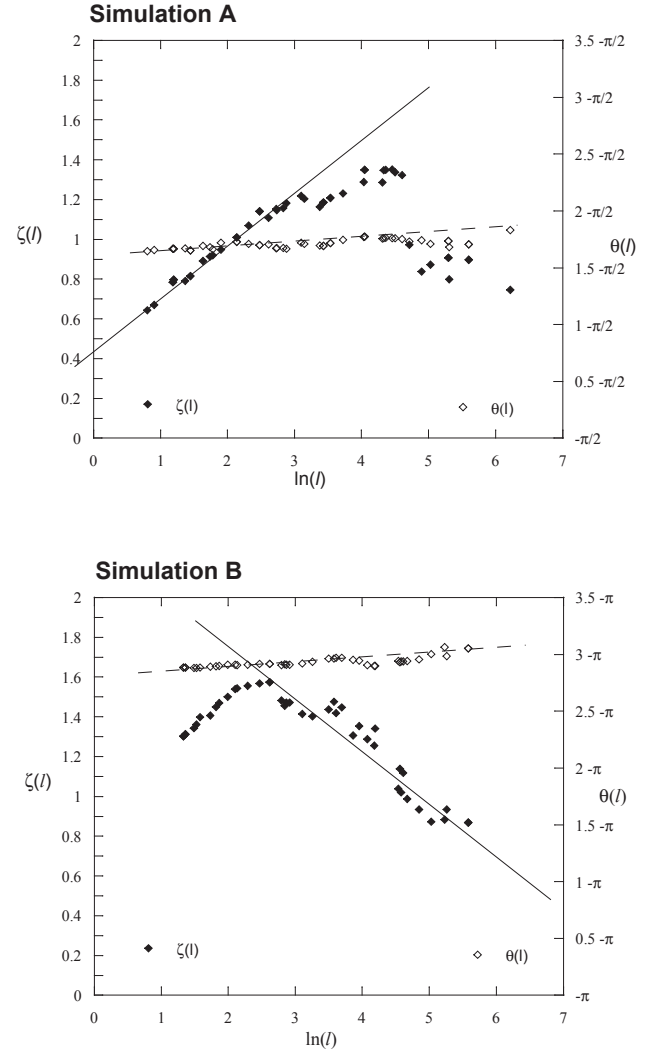 Simulation A
2
1.8
1.6
1.4
1.2
1
0.8
0.6
0.4
0.2
0
ζ(l)
3.5 -π/2
3 -π/2
2.5 -π/2
2 -π/2
1.5 -π/2
1 -π/2
0.5 -π/2
-π/2
θ(l)
ζ(l)
θ(l)
0 1 2 3 4 5 6 7
ln(l)
Simulation B
2
1.8
1.6
1.4
1.2
1
0.8
0.6
0.4
0.2
0
ζ(l)
3.5 -π
3 -π
2.5 -π
2 -π
1.5 -π
1 -π
0.5 -π
-π
θ(l)
ζ(l)
θ(l)
0 1 2 3 4 5 6 7
ln(l)